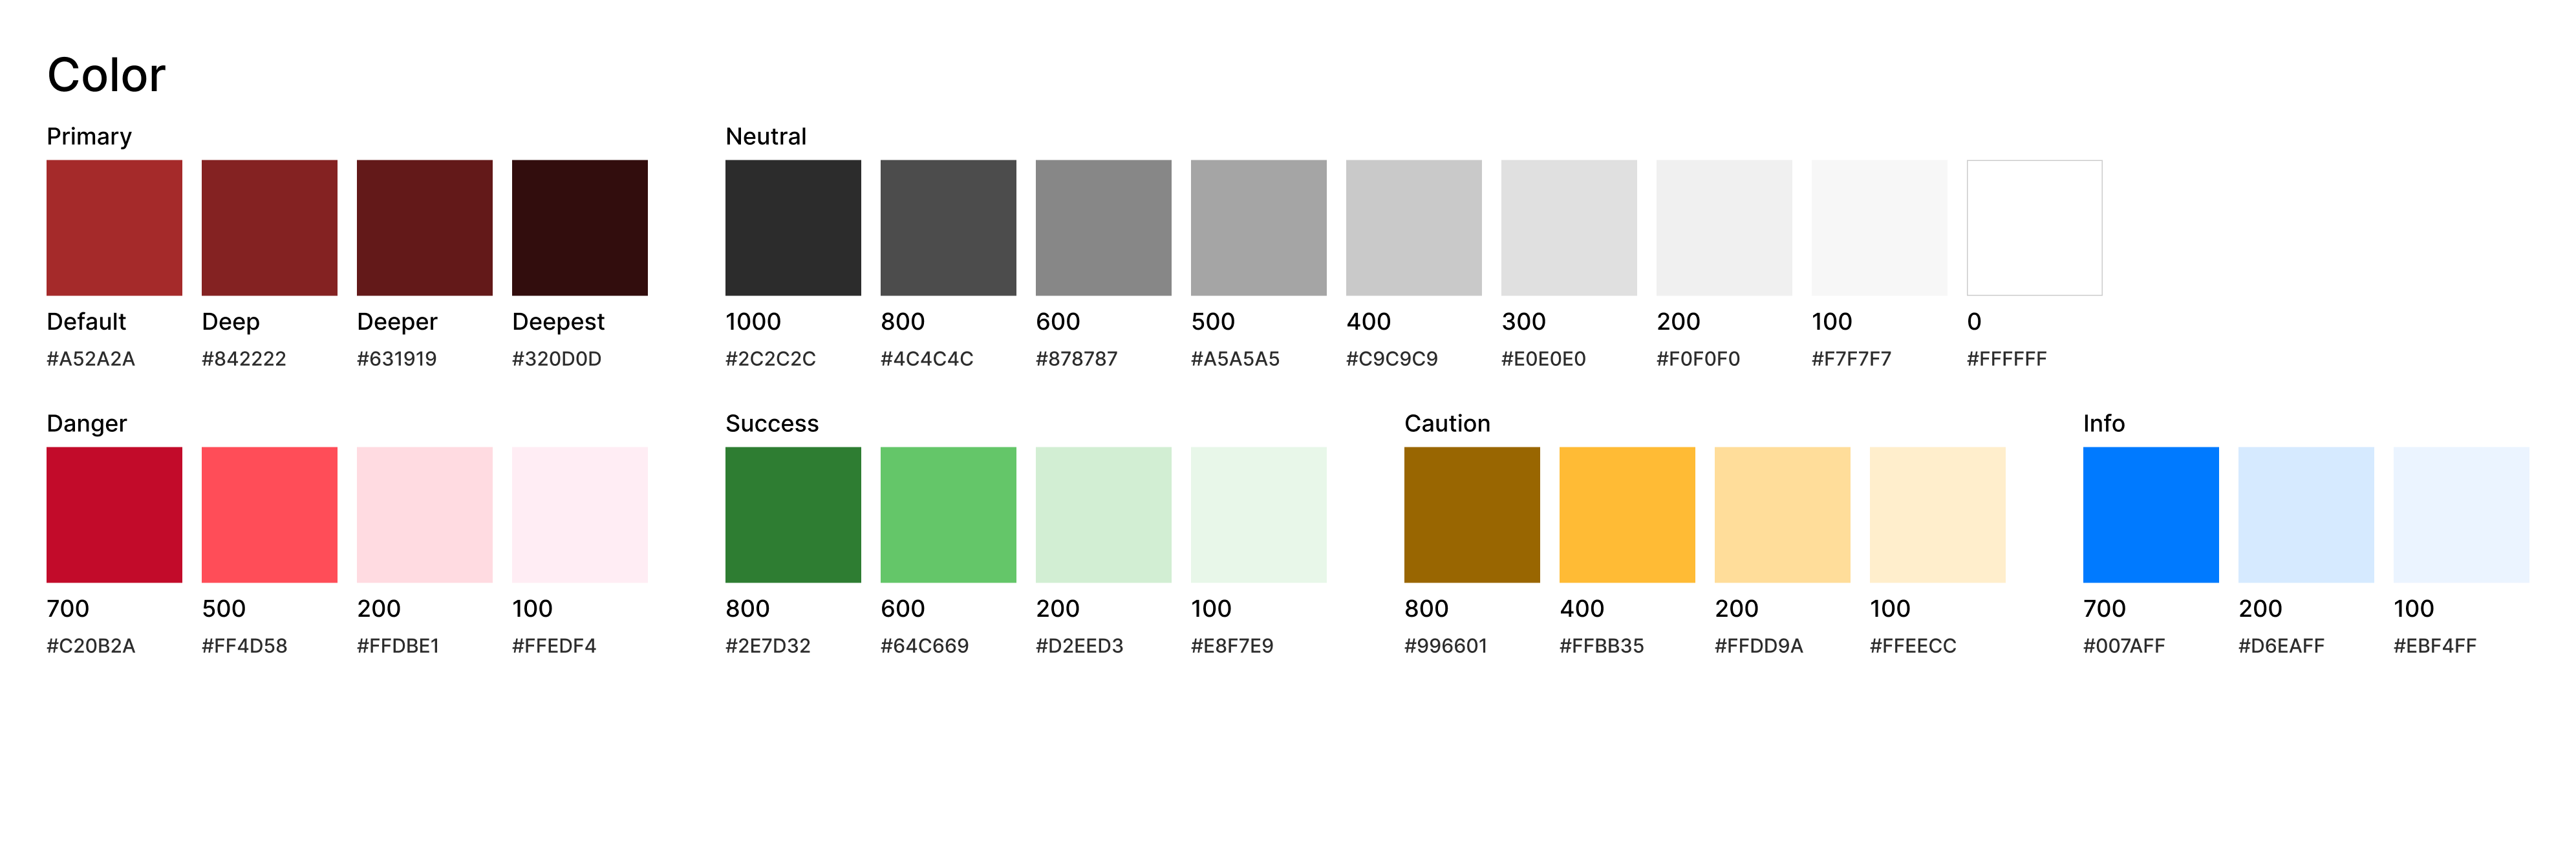 Color
Primary
Default
Deep
Deeper
Deepest
#A52A2A
#842222
#631919
#320D0D
Neutral
1000
800
600
500
400
300
200
100
0
#2C2C2C
#4C4C4C
#878787
#A5A5A5
#C9C9C9
#E0E0E0
#F0F0F0
#F7F7F7
#FFFFFF
Danger
700
500
200
100
#C20B2A
#FF4D58
#FFDBE1
#FFEDF4
Success
800
600
200
100
#2E7D32
#64C669
#D2EED3
#E8F7E9
Caution
800
400
200
100
#996601
#FFBB35
#FFDD9A
#FFEECC
Info
700
200
100
#007AFF
#D6EAFF
#EBF4FF